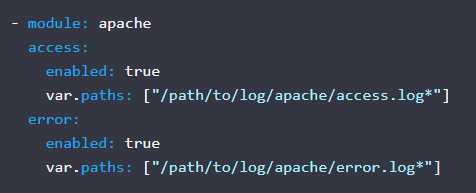 - module: apache
  access:
    enabled: true
    var.paths: ["/path/to/log/apache/access.log*"]
  error:
    enabled: true
    var.paths: ["/path/to/log/apache/error.log*"]